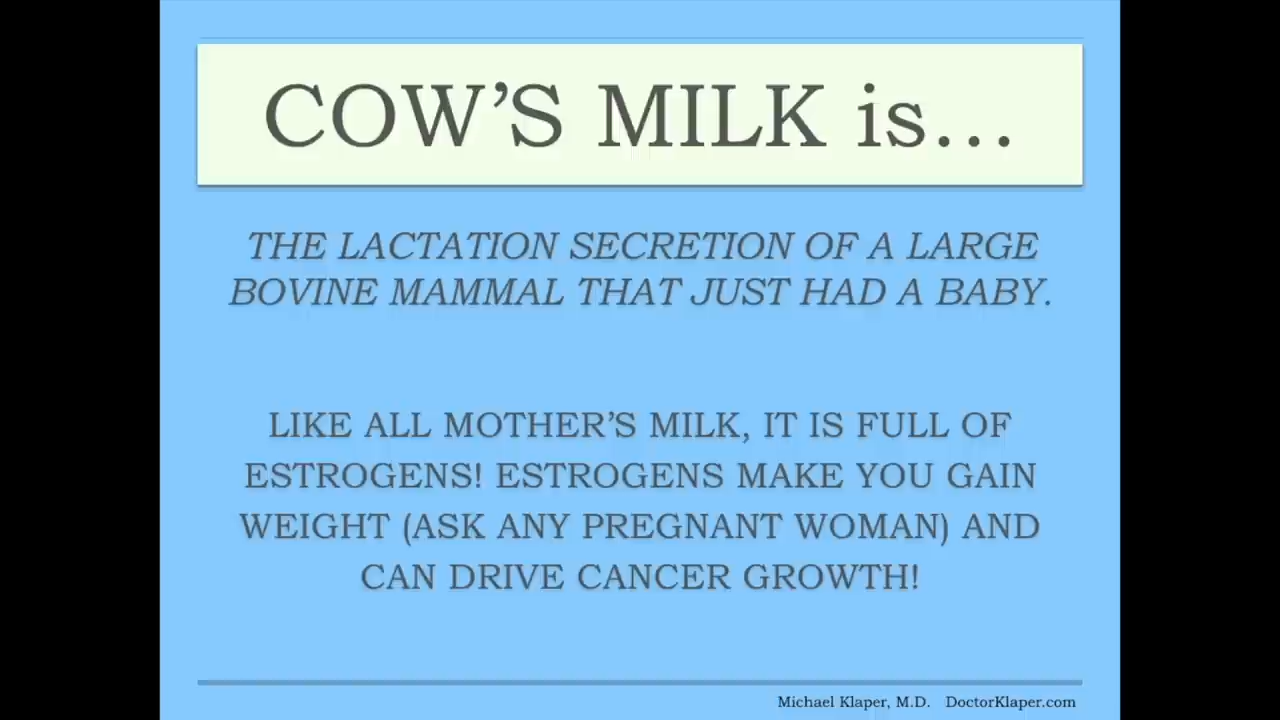 COW’S MILK is…
THE LACTATION SECRETION OF A LARGE
BOVINE MAMMAL THAT JUST HAD A BABY.
LIKE ALL MOTHER’S MILK, IT IS FULL OF
ESTROGENS! ESTROGENS MAKE YOU GAIN
WEIGHT (ASK ANY PREGNANT WOMAN) AND
CAN DRIVE CANCER GROWTH!
Michael Klaper, M.D. DoctorKlaper.com